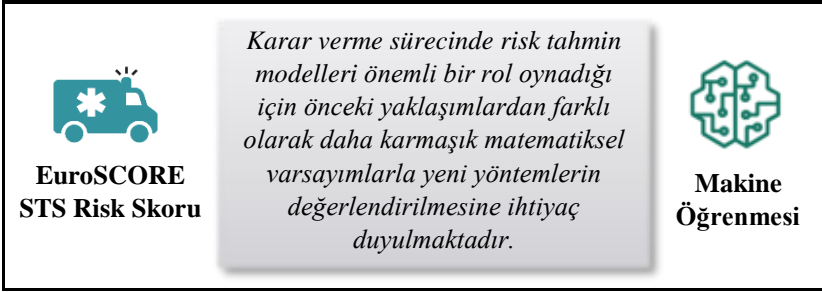 EuroSCORE
STS Risk Skoru
Karar verme sürecinde risk tahmin
modelleri önemli bir rol oynadığı
için önceki yaklaşımlardan farklı
olarak daha karmaşık matematiksel
varsayımlarla yeni yöntemlerin
değerlendirilmesine ihtiyaç
duyulmaktadır.
Makine
Öğrenmesi